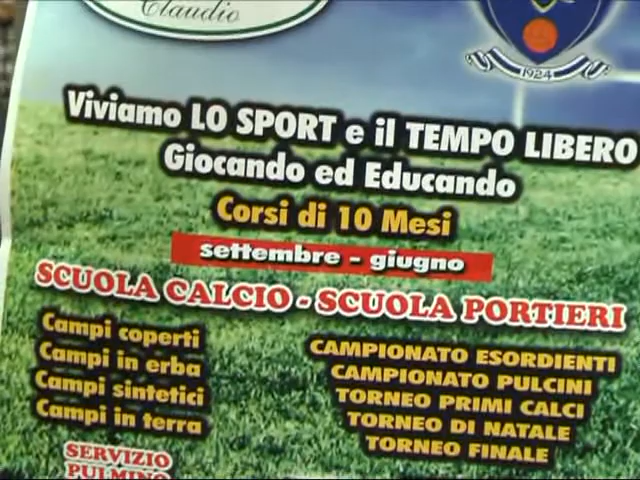 Claudio
1924
Viviamo LO SPORT e il TEMPO LIBERO
Giocando ed Educando
Corsi di 10 Mesi
settembre - giugno
SCUOLA CALCIO - SCUOLA PORTIERI
Campi coperti
Campi in erba
Campi sintetici
Campi in terra
CAMPIONATO ESORDIENTI
CAMPIONATO PULCINI
TORNEO PRIMI CALCI
TORNEO DI NATALE
TORNEO FINALE
SERVIZIO
PULMINO